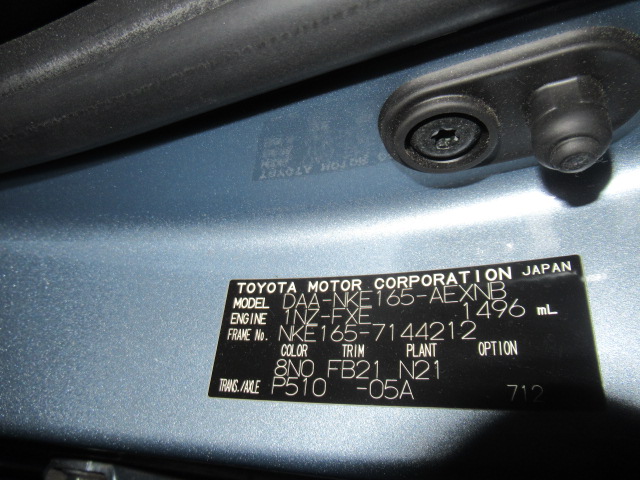 TOYOTA MOTOR CORPORATION JAPAN
MODEL DAA-NKE165-AEXNB
ENGINE 1NZ-FXE 1496 mL
FRAME No. NKE165-7144212
COLOR TRIM PLANT OPTION
8N0 FB21 N21
TRANS./AXLE P510 -05A
712